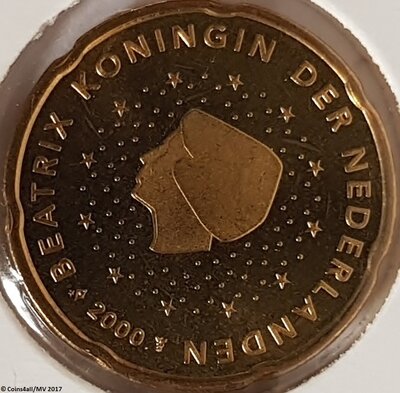 BEATRIX KONINGIN DER NEDERLANDEN
2000
© Coins4all/MV 2017